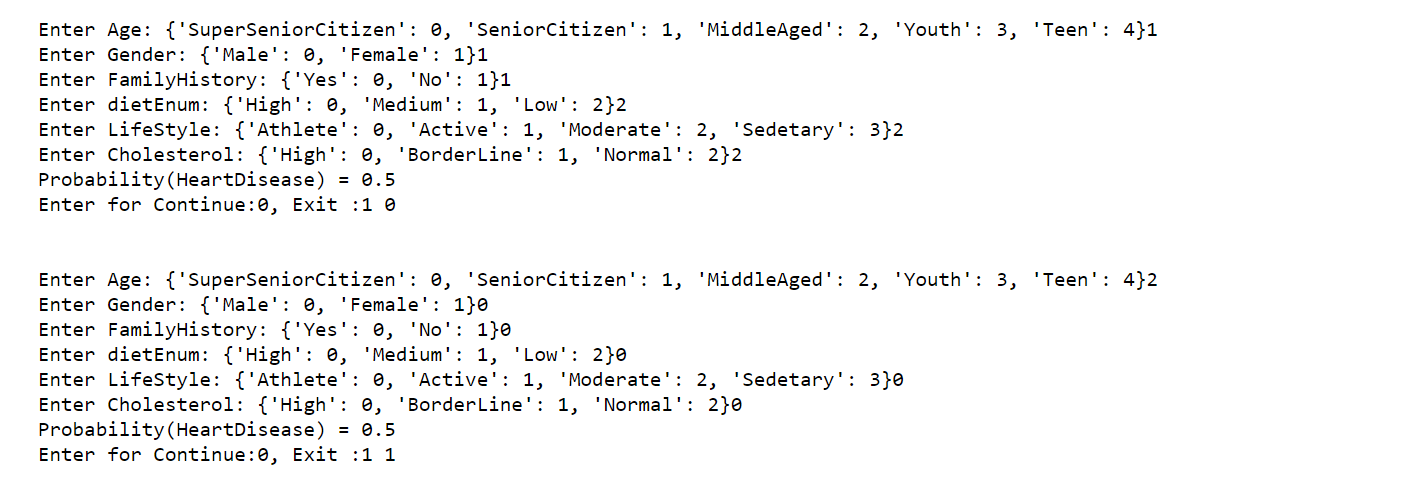 Enter Age: {'SuperSeniorCitizen': 0, 'SeniorCitizen': 1, 'MiddleAged': 2, 'Youth': 3, 'Teen': 4}1
Enter Gender: {'Male': 0, 'Female': 1}1
Enter FamilyHistory: {'Yes': 0, 'No': 1}1
Enter dietEnum: {'High': 0, 'Medium': 1, 'Low': 2}2
Enter LifeStyle: {'Athlete': 0, 'Active': 1, 'Moderate': 2, 'Sedetary': 3}2
Enter Cholesterol: {'High': 0, 'BorderLine': 1, 'Normal': 2}2
Probability(HeartDisease) = 0.5
Enter for Continue:0, Exit :1 0
Enter Age: {'SuperSeniorCitizen': 0, 'SeniorCitizen': 1, 'MiddleAged': 2, 'Youth': 3, 'Teen': 4}2
Enter Gender: {'Male': 0, 'Female': 1}0
Enter FamilyHistory: {'Yes': 0, 'No': 1}0
Enter dietEnum: {'High': 0, 'Medium': 1, 'Low': 2}0
Enter LifeStyle: {'Athlete': 0, 'Active': 1, 'Moderate': 2, 'Sedetary': 3}0
Enter Cholesterol: {'High': 0, 'BorderLine': 1, 'Normal': 2}0
Probability(HeartDisease) = 0.5
Enter for Continue:0, Exit :1 1